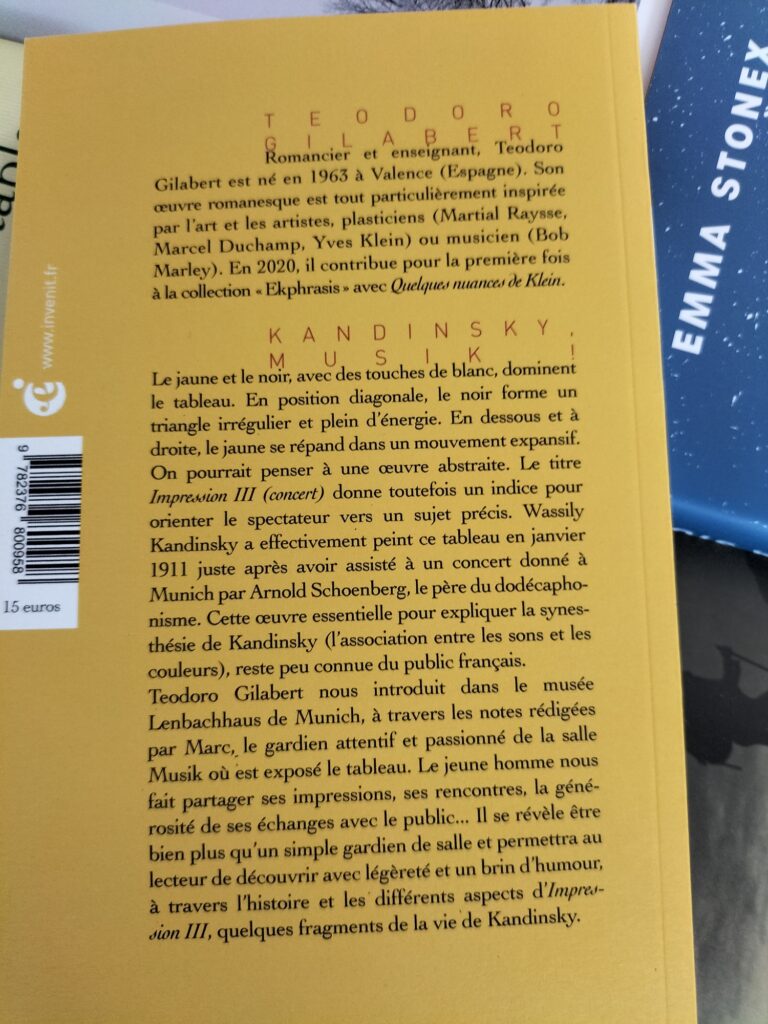 TEODORO
GILABERT
Romancier et enseignant, Teodoro
Gilabert est né en 1963 à Valence (Espagne). Son
œuvre romanesque est tout particulièrement inspirée
par l’art et les artistes, plasticiens (Martial Raysse,
Marcel Duchamp, Yves Klein) ou musicien (Bob
Marley). En 2020, il contribue pour la première fois
à la collection « Ekphrasis » avec Quelques nuances de Klein.
KANDINSKY,
MUSIK !
Le jaune et le noir, avec des touches de blanc, dominent
le tableau. En position diagonale, le noir forme un
triangle irrégulier et plein d’énergie. En dessous et à
droite, le jaune se répand dans un mouvement expansif.
On pourrait penser à une œuvre abstraite. Le titre
Impression III (concert) donne toutefois un indice pour
orienter le spectateur vers un sujet précis. Wassily
Kandinsky a effectivement peint ce tableau en janvier
1911 juste après avoir assisté à un concert donné à
Munich par Arnold Schoenberg, le père du dodécapho-
nisme. Cette œuvre essentielle pour expliquer la synes-
thésie de Kandinsky (l’association entre les sons et les
couleurs), reste peu connue du public français.
Teodoro Gilabert nous introduit dans le musée
Lenbachhaus de Munich, à travers les notes rédigées
par Marc, le gardien attentif et passionné de la salle
Musik où est exposé le tableau. Le jeune homme nous
fait partager ses impressions, ses rencontres, la géné-
rosité de ses échanges avec le public... Il se révèle être
bien plus qu’un simple gardien de salle et permettra au
lecteur de découvrir avec légèreté et un brin d’humour,
à travers l’histoire et les différents aspects d’Impres-
sion III, quelques fragments de la vie de Kandinsky.
www.invenit.fr
9 782376 800958
15 euros
EMMA STONEX